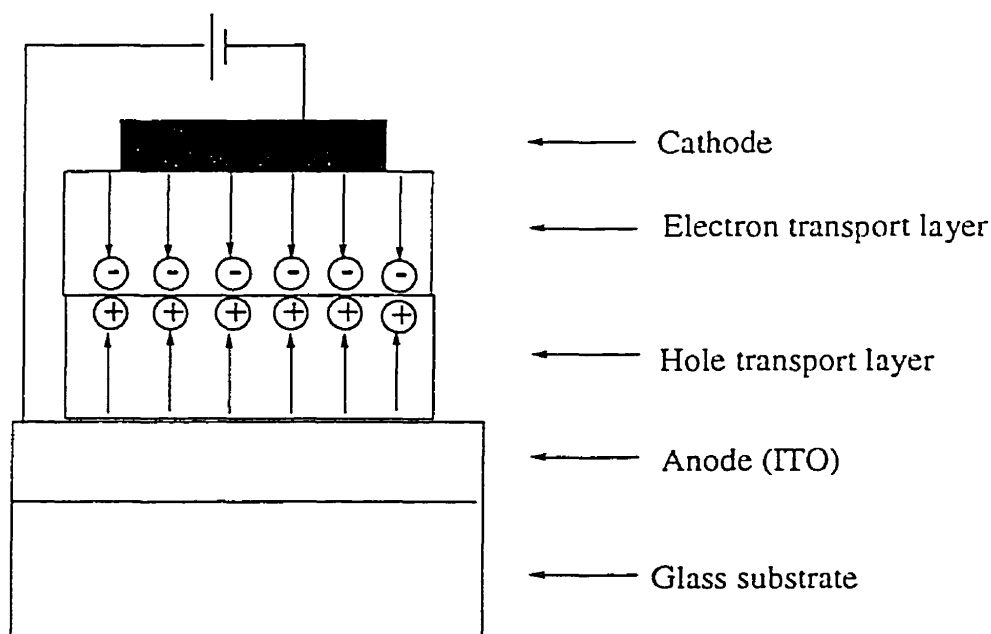 Cathode
Electron transport layer
- - - - - -
+ + + + + +
Hole transport layer
Anode (ITO)
Glass substrate